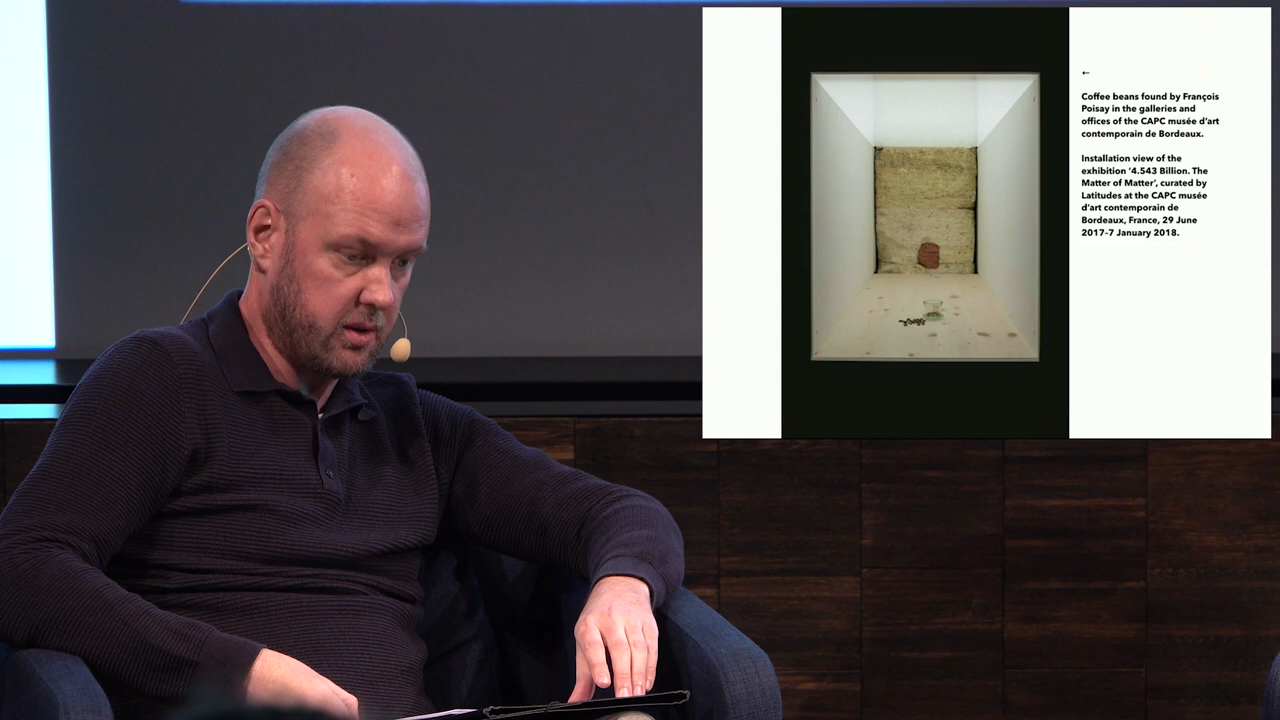 ←
Coffee beans found by François
Poisay in the galleries and
offices of the CAPC musée d'art
contemporain de Bordeaux.
Installation view of the
exhibition '4.543 Billion. The
Matter of Matter', curated by
Latitudes at the CAPC musée
d'art contemporain de
Bordeaux, France, 29 June
2017–7 January 2018.